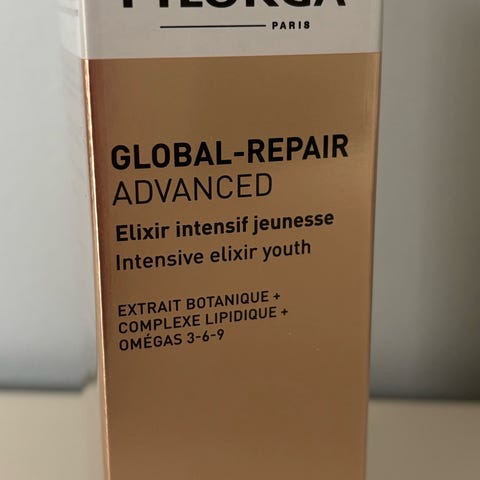 PARIS
GLOBAL-REPAIR
ADVANCED
Elixir intensif jeunesse
Intensive elixir youth
EXTRAIT BOTANIQUE +
COMPLEXE LIPIDIQUE +
OMÉGAS 3-6-9